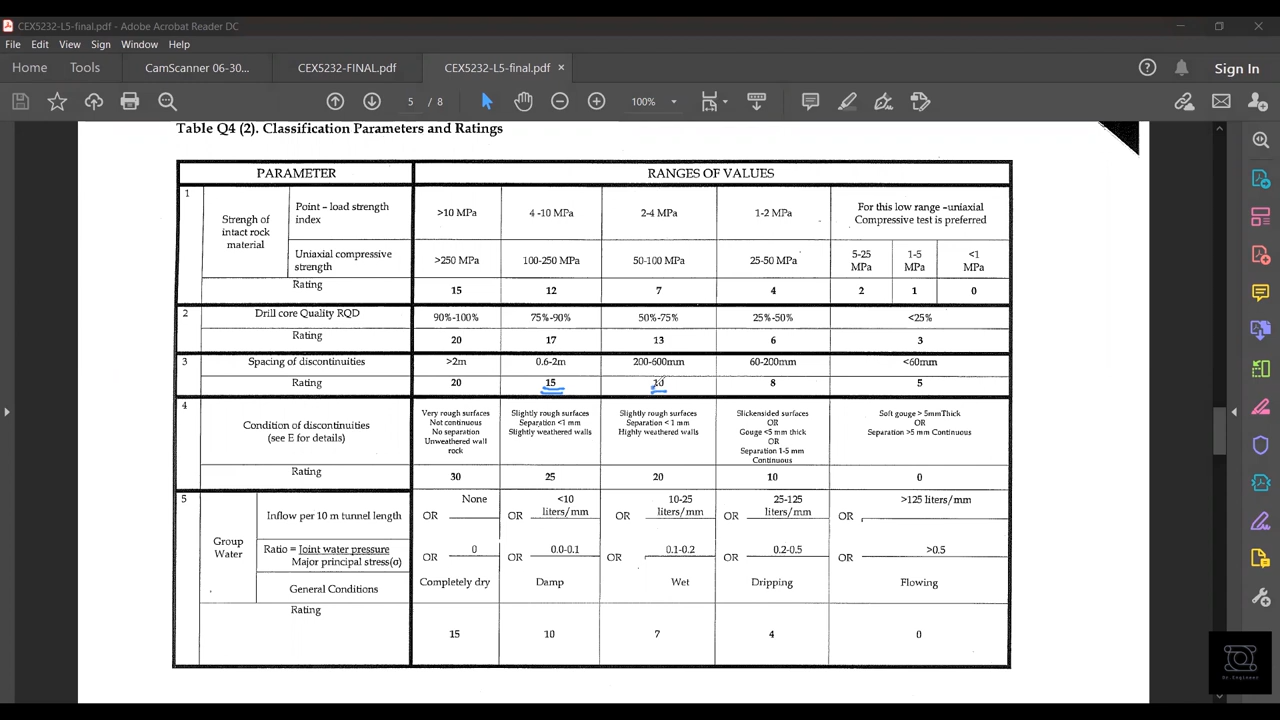 CEX5232-L5-final.pdf - Adobe Acrobat Reader DC
File Edit View Sign Window Help
Home Tools CamScanner 06-30... CEX5232-FINAL.pdf CEX5232-L5-final.pdf × Sign In
5 / 8 100%
Table Q4 (2). Classification Parameters and Ratings
PARAMETER RANGES OF VALUES
1 Strengh of intact rock material
Point – load strength index >10 MPa 4 -10 MPa 2-4 MPa 1-2 MPa For this low range –uniaxial Compressive test is preferred
Uniaxial compressive strength >250 MPa 100-250 MPa 50-100 MPa 25-50 MPa 5-25 MPa 1-5 MPa <1 MPa
Rating 15 12 7 4 2 1 0
2 Drill core Quality RQD 90%-100% 75%-90% 50%-75% 25%-50% <25%
Rating 20 17 13 6 3
3 Spacing of discontinuities >2m 0.6-2m 200-600mm 60-200mm <60mm
Rating 20 15 10 8 5
4 Condition of discontinuities (see E for details)
Very rough surfaces Not continuous No separation Unweathered wall rock
Slightly rough surfaces Separation <1 mm Slightly weathered walls
Slightly rough surfaces Separation < 1 mm Highly weathered walls
Slickensided surfaces OR Gouge <5 mm thick OR Separation 1-5 mm Continuous
Soft gouge > 5mmThick OR Separation >5 mm Continuous
Rating 30 25 20 10 0
5 Group Water
Inflow per 10 m tunnel length None OR <10 liters/mm OR 10-25 liters/mm OR 25-125 liters/mm OR >125 liters/mm OR
Ratio = Joint water pressure Major principal stress(σ) OR 0 OR 0.0-0.1 OR 0.1-0.2 OR 0.2-0.5 OR >0.5
General Conditions Completely dry Damp Wet Dripping Flowing
Rating 15 10 7 4 0
Dr.Engineer